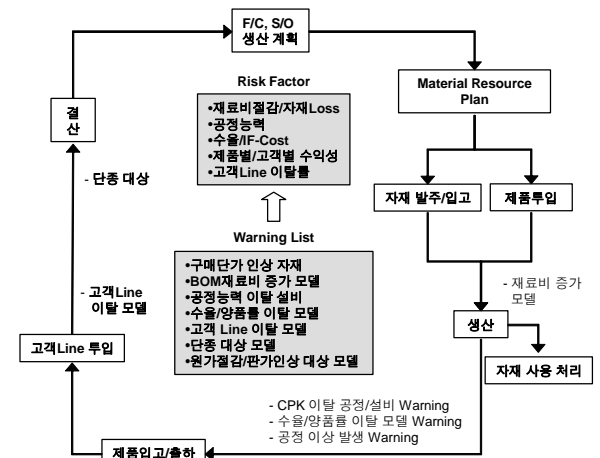 F/C, S/O
생산 계획
Risk Factor
•재료비절감/자재Loss
•공정능력
•수율/IF-Cost
•제품별/고객별 수익성
•고객Line 이탈률
Material Resource
Plan
결
산
- 단종 대상
자재 발주/입고
제품투입
Warning List
•구매단가 인상 자재
•BOM재료비 증가 모델
•공정능력 이탈 설비
•수율/양품률 이탈 모델
•고객 Line 이탈 모델
•단종 대상 모델
•원가절감/판가인상 대상 모델
- 고객Line
이탈 모델
- 재료비 증가
모델
생산
고객Line 투입
자재 사용 처리
- CPK 이탈 공정/설비 Warning
- 수율/양품률 이탈 모델 Warning
- 공정 이상 발생 Warning
제품입고/출하